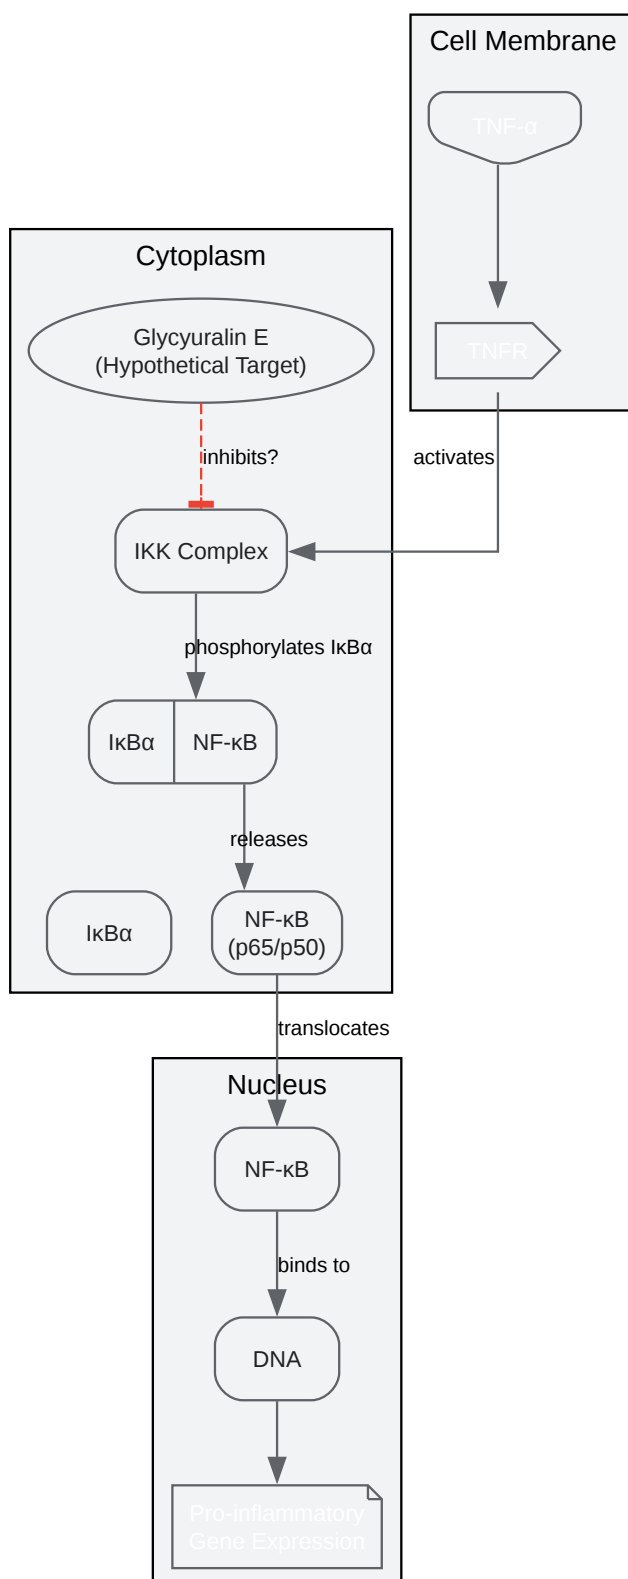 Cell Membrane
TNF-α
TNFR
activates
Cytoplasm
Glycyuralin E
(Hypothetical Target)
inhibits?
IKK Complex
phosphorylates IκBα
IκBα
NF-κB
releases
IκBα
NF-κB
(p65/p50)
translocates
Nucleus
NF-κB
binds to
DNA
Pro-inflammatory
Gene Expression